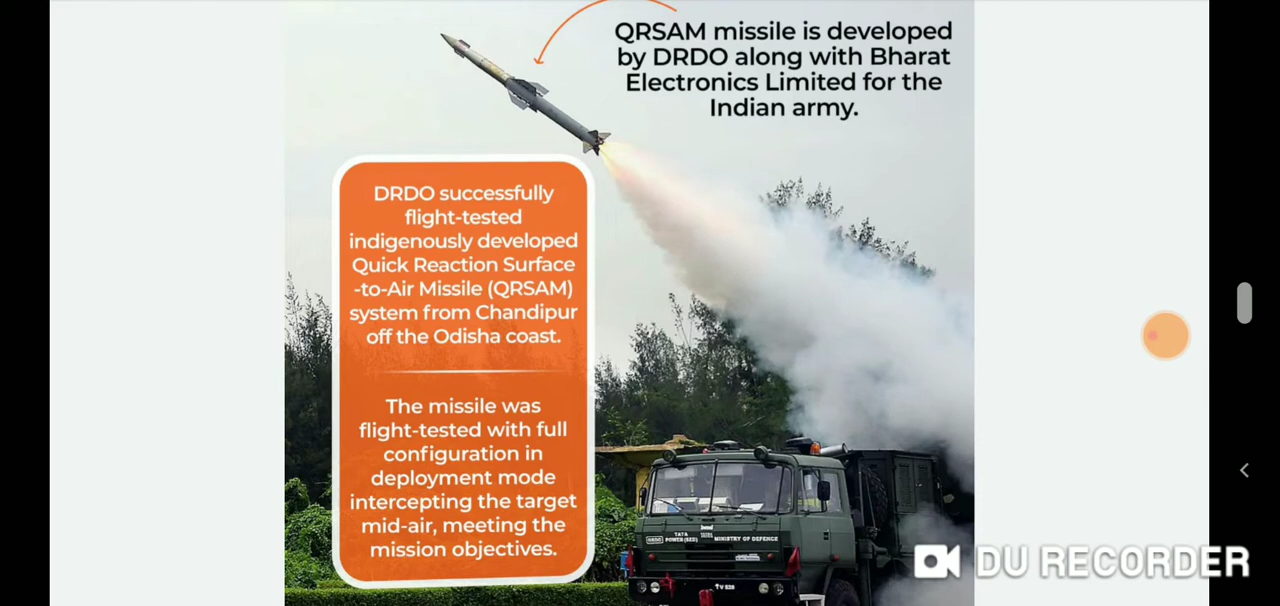 QRSAM missile is developed
by DRDO along with Bharat
Electronics Limited for the
Indian army.
DRDO successfully
flight-tested
indigenously developed
Quick Reaction Surface
-to-Air Missile (QRSAM)
system from Chandipur
off the Odisha coast.
The missile was
flight-tested with full
configuration in
deployment mode
intercepting the target
mid-air, meeting the
mission objectives.
TATA
POWER(SED)
TATA
MINISTRY OF DEFENCE
DU RECORDER